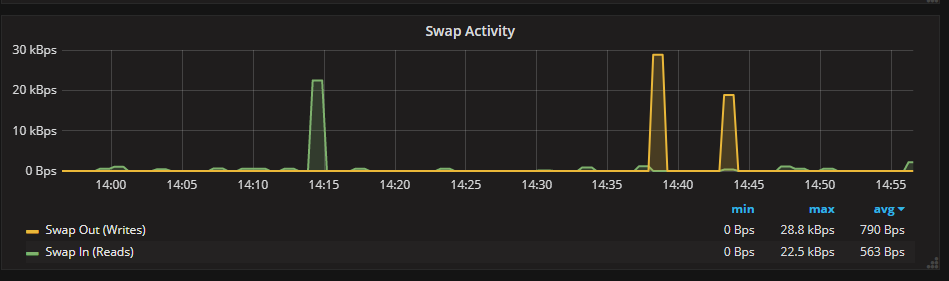 Swap Activity
30 kBps
20 kBps
10 kBps
0 Bps
14:00 14:05 14:10 14:15 14:20 14:25 14:30 14:35 14:40 14:45 14:50 14:55
min max avg
Swap Out (Writes) 0 Bps 28.8 kBps 790 Bps
Swap In (Reads) 0 Bps 22.5 kBps 563 Bps